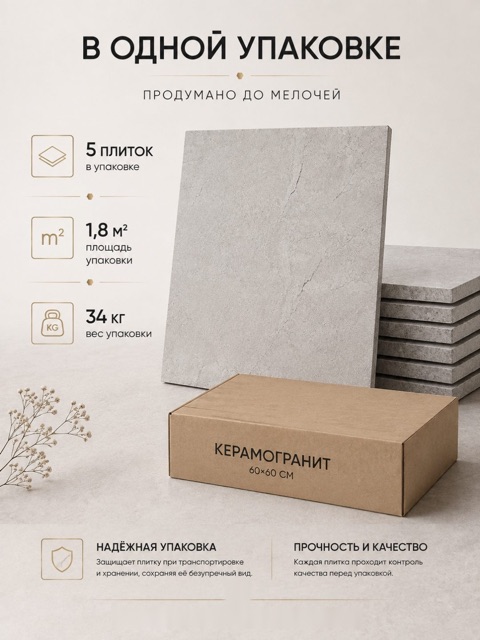 В ОДНОЙ УПАКОВКЕ
ПРОДУМАНО ДО МЕЛОЧЕЙ
5 ПЛИТОК
в упаковке
m²
1,8 м²
площадь
упаковки
KG
34 кг
вес упаковки
КЕРАМОГРАНИТ
60×60 СМ
НАДЁЖНАЯ УПАКОВКА
Защищает плитку при транспортировке
и хранении, сохраняя её безупречный вид.
ПРОЧНОСТЬ И КАЧЕСТВО
Каждая плитка проходит контроль
качества перед упаковкой.